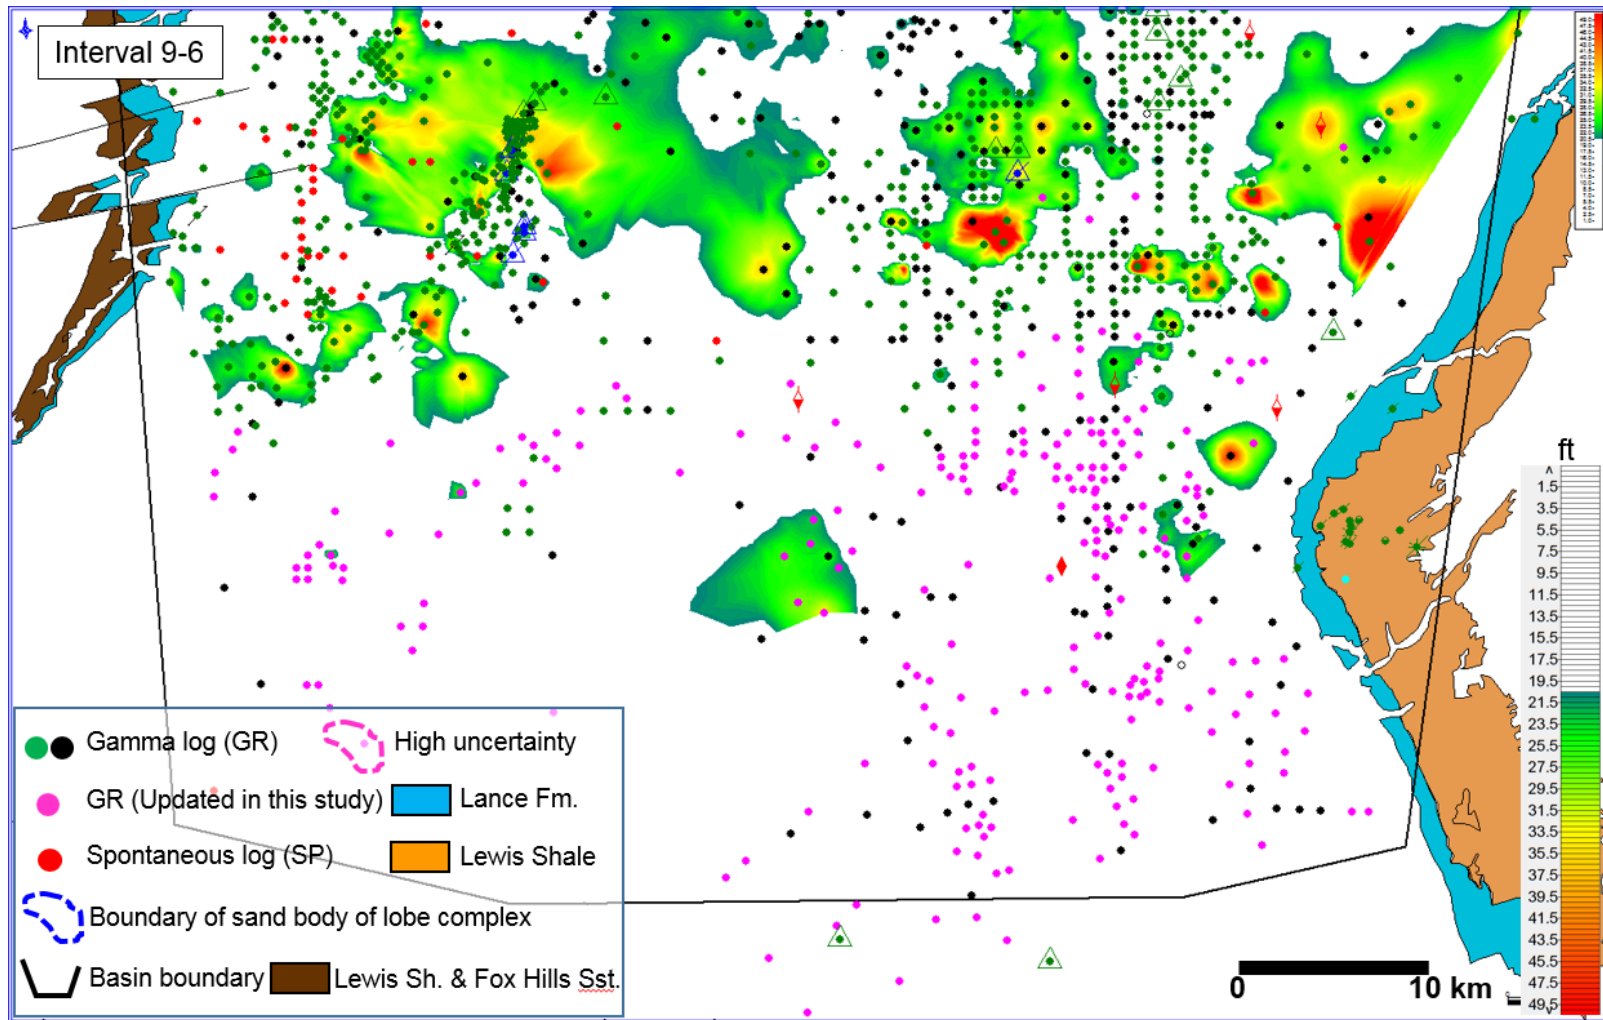 Interval 9-6
ft
1.5
3.5
5.5
7.5
9.5
11.5
13.5
15.5
17.5
19.5
21.5
23.5
25.5
27.5
29.5
31.5
33.5
35.5
37.5
39.5
41.5
43.5
45.5
47.5
49.5
Gamma log (GR)
High uncertainty
GR (Updated in this study)
Lance Fm.
Spontaneous log (SP)
Lewis Shale
Boundary of sand body of lobe complex
Basin boundary
Lewis Sh. & Fox Hills Sst.
0 10 km